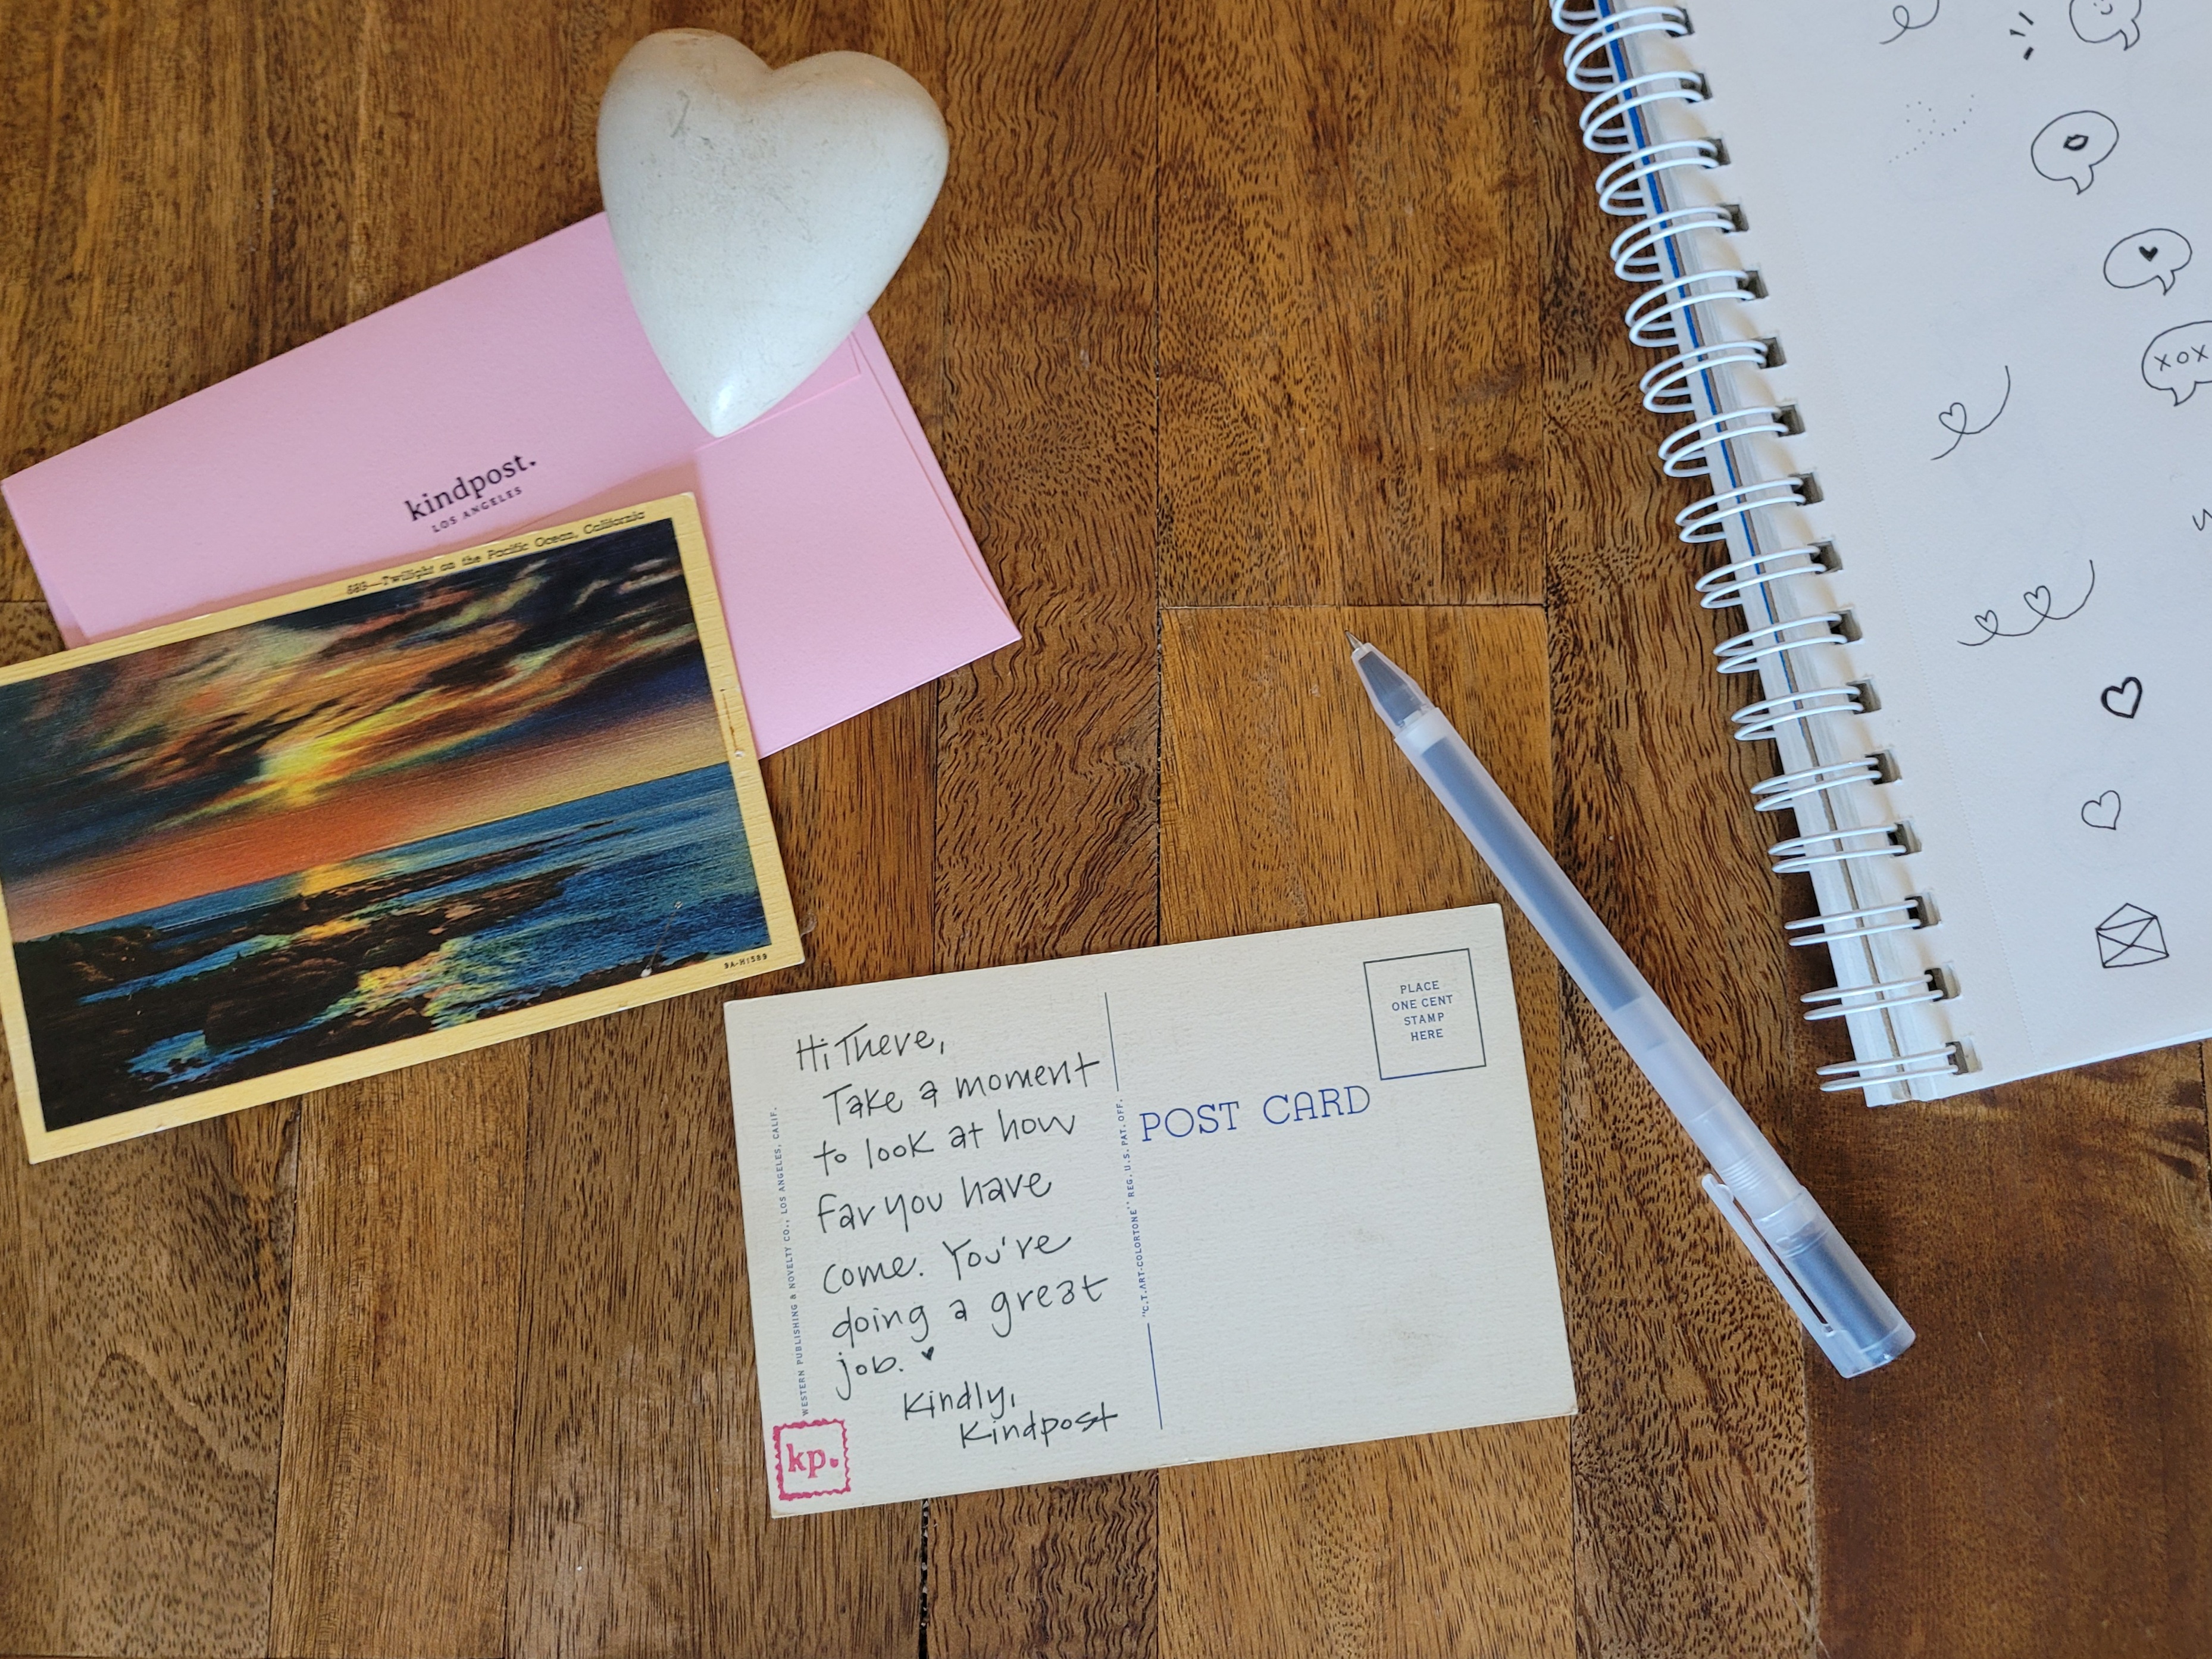 kindpost.
LOS ANGELES
589—Twilight on the Pacific Ocean, California
9A-H1589
XOX
Hi There,
Take a moment
to look at how
far you have
come. You're
doing a great
job. ♥
Kindly,
Kindpost
kp.
WESTERN PUBLISHING & NOVELTY CO., LOS ANGELES, CALIF.
"C.T. ART-COLORTONE" REG. U.S. PAT. OFF.
POST CARD
PLACE
ONE CENT
STAMP
HERE